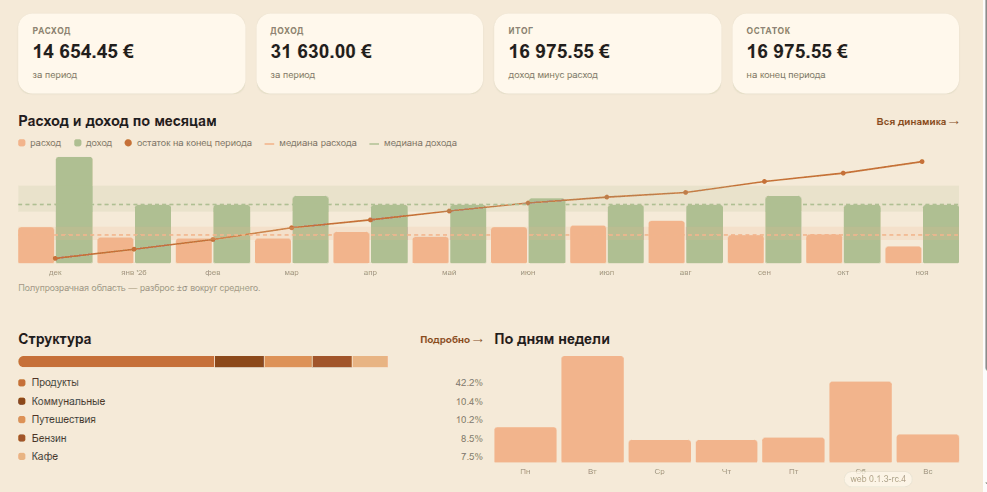 РАСХОД ДОХОД ИТОГ ОСТАТОК
14 654.45 € 31 630.00 € 16 975.55 € 16 975.55 €
за период за период доход минус расход на конец периода
Расход и доход по месяцам Вся динамика →
расход доход остаток на конец периода медиана расхода медиана дохода
дек янв '26 фев мар апр май июн июл авг сен окт ноя
Полупрозрачная область — разброс ±σ вокруг среднего.
Структура Подробно → По дням недели
Продукты 42.2%
Коммунальные 10.4%
Путешествия 10.2%
Бензин 8.5%
Кафе 7.5%
Пн Вт Ср Чт Пт Сб Вс
web 0.1.3-rc.4